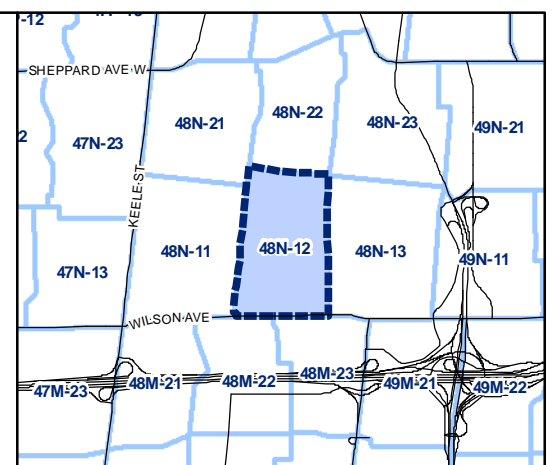 -12
SHEPPARD AVE W
48N-21
48N-22
48N-23
49N-21
2
47N-23
KEELE ST
47N-13
48N-11
48N-12
48N-13
49N-11
WILSON AVE
47M-23
48M-21
48M-22
48M-23
49M-21
49M-22